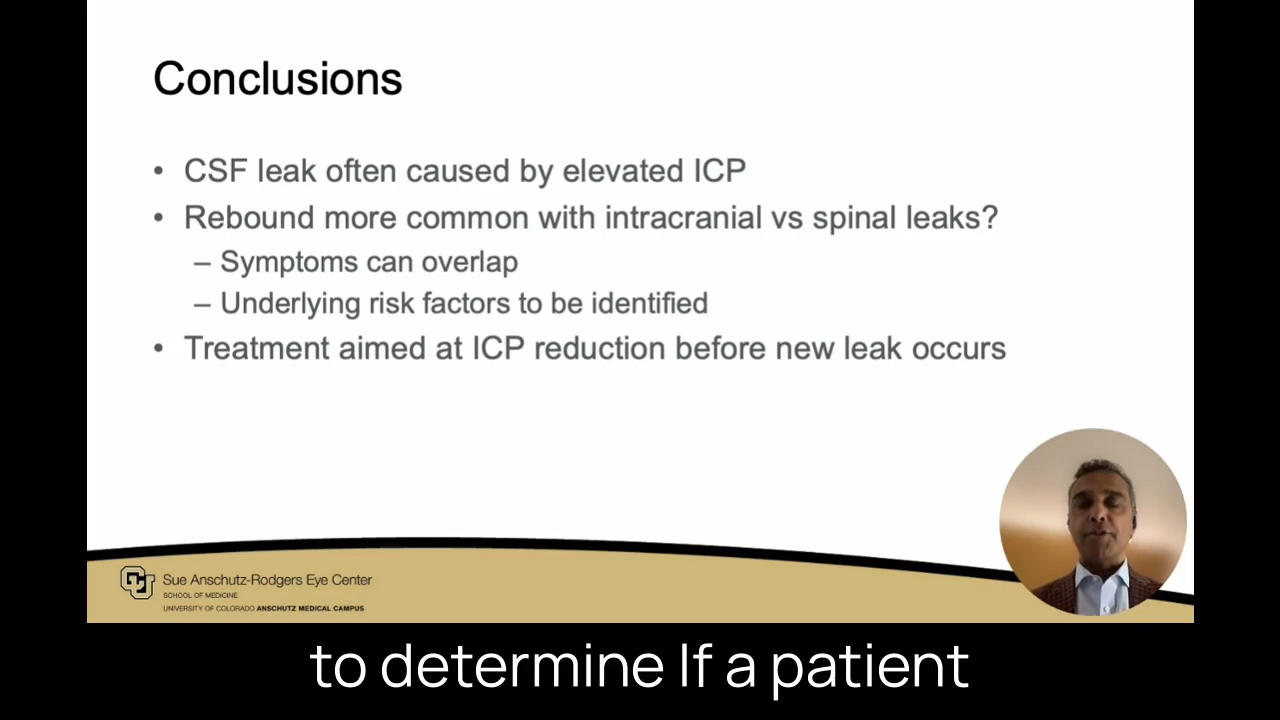 Conclusions
• CSF leak often caused by elevated ICP
• Rebound more common with intracranial vs spinal leaks?
– Symptoms can overlap
– Underlying risk factors to be identified
• Treatment aimed at ICP reduction before new leak occurs
CU
Sue Anschutz-Rodgers Eye Center
SCHOOL OF MEDICINE
UNIVERSITY OF COLORADO ANSCHUTZ MEDICAL CAMPUS
to determine If a patient